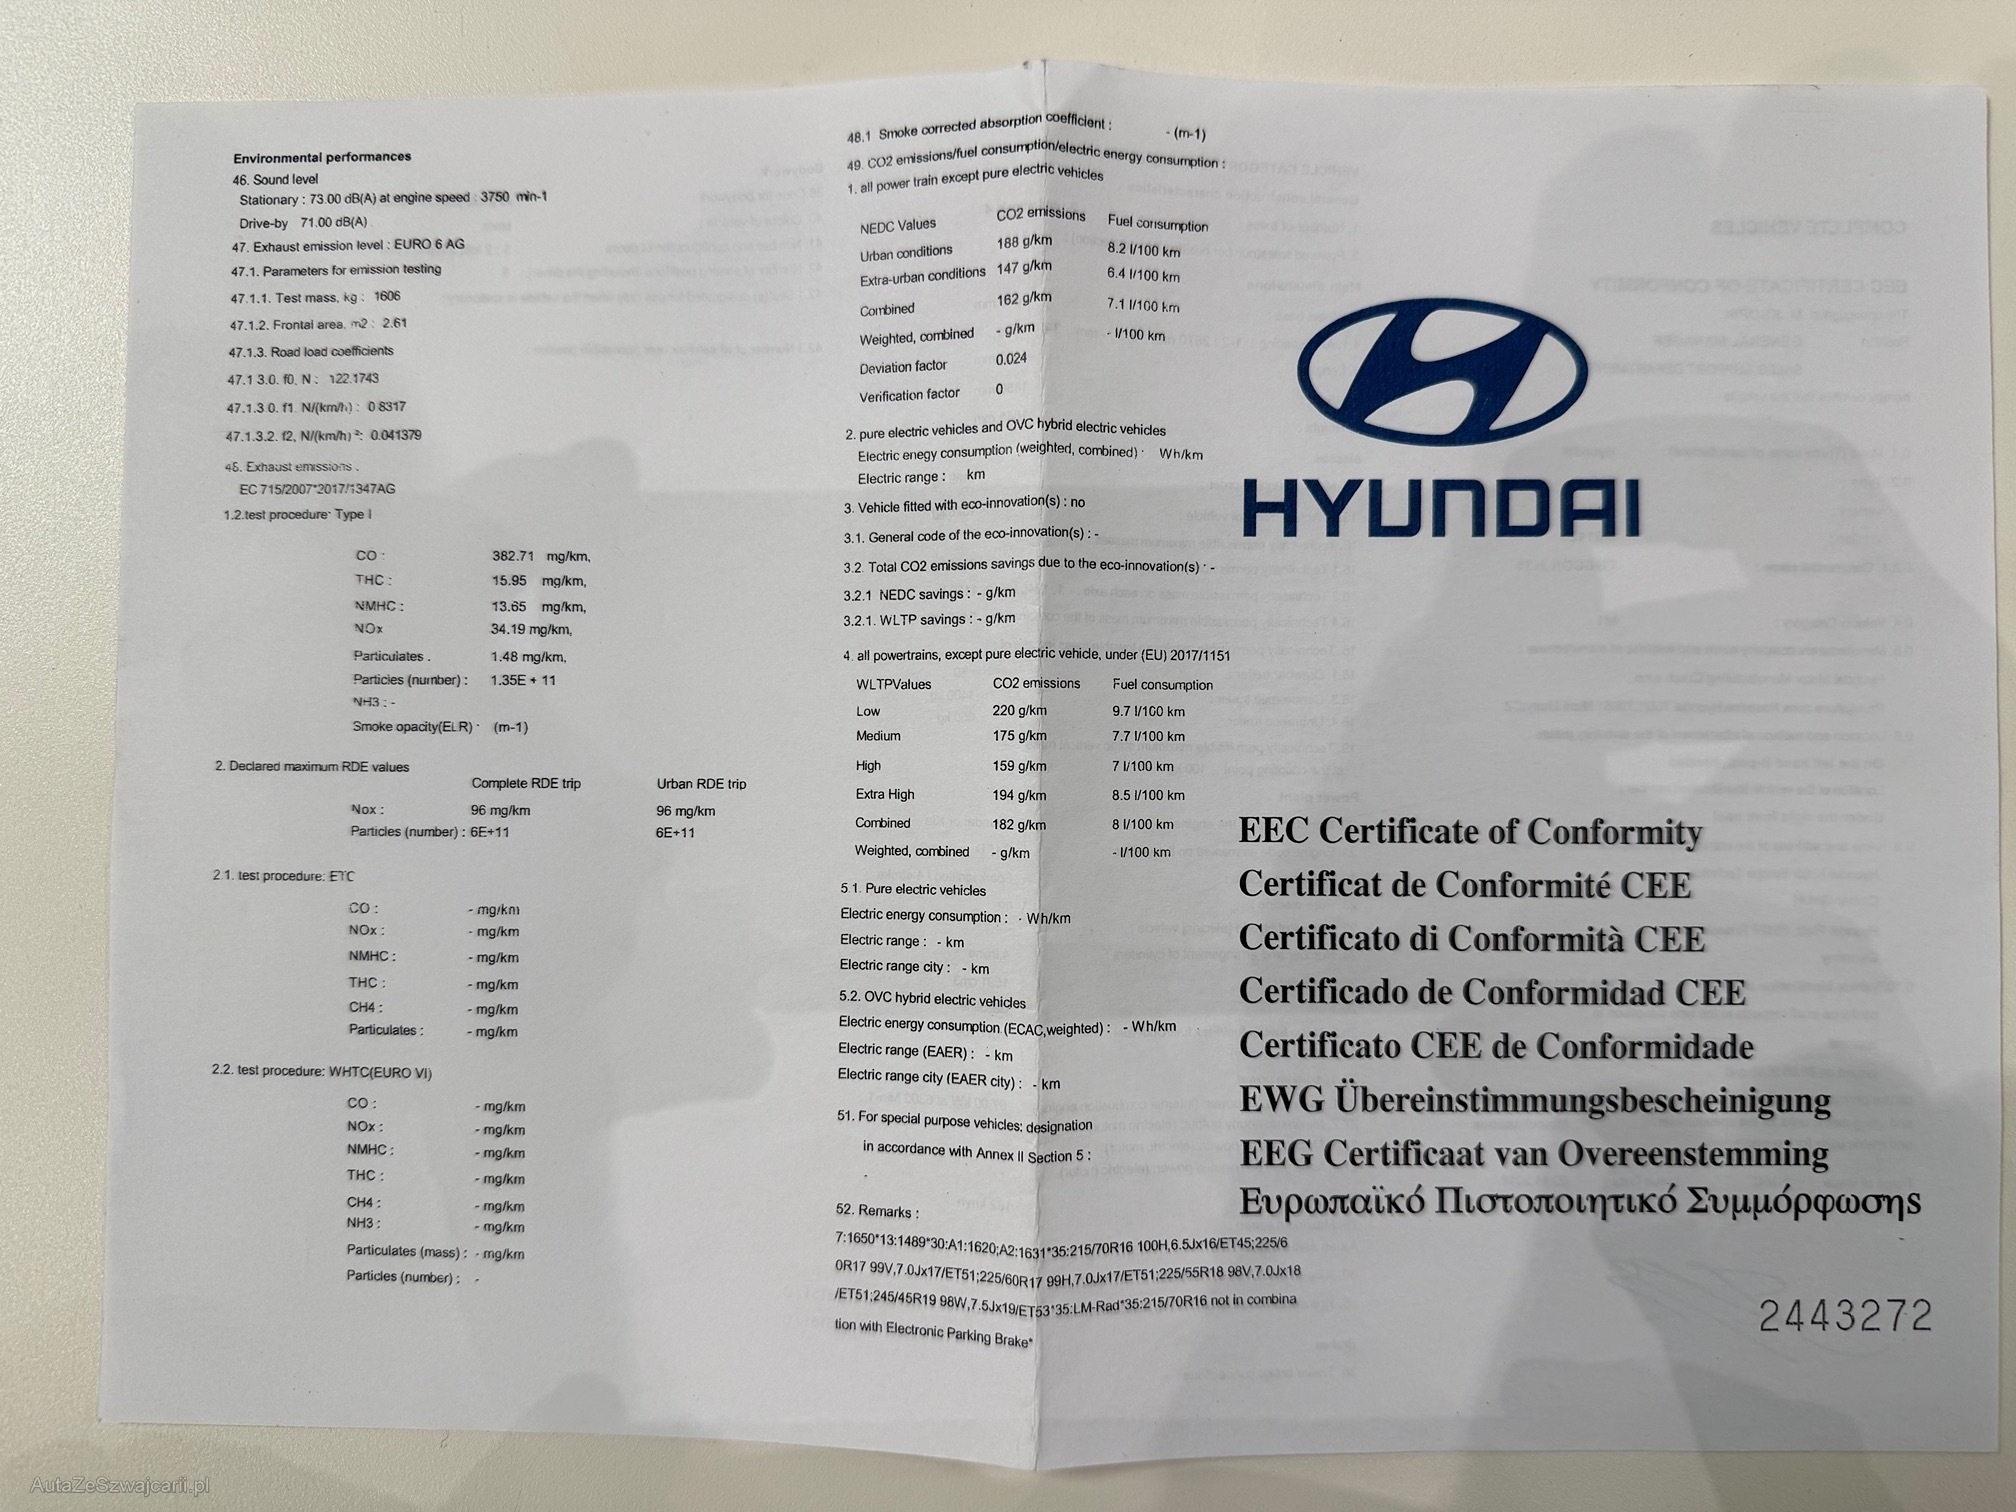 Environmental performances
46. Sound level
Stationary : 73.00 dB(A) at engine speed : 3750 min-1
Drive-by 71.00 dB(A)
47. Exhaust emission level : EURO 6 AG
47.1. Parameters for emission testing
47.1.1. Test mass, kg : 1606
47.1.2. Frontal area, m2 : 2.61
47.1.3. Road load coefficients
47.1.3.0. f0, N : 122.1743
47.1.3.0. f1, N/(km/h) : 0.8317
47.1.3.2. f2, N/(km/h) ²: 0.041379
48. Exhaust emissions :
EC 715/2007*2017/1347AG
1.2.test procedure: Type I
CO : 382.71 mg/km,
THC : 15.95 mg/km,
NMHC : 13.65 mg/km,
NOx 34.19 mg/km,
Particulates : 1.48 mg/km,
Particies (number) : 1.35E + 11
NH3 : -
Smoke opacity(ELR) : (m-1)
2. Declared maximum RDE values
Complete RDE trip Urban RDE trip
Nox : 96 mg/km 96 mg/km
Particles (number) : 6E+11 6E+11
2.1. test procedure: ETC
CO : - mg/km
NOx : - mg/km
NMHC : - mg/km
THC : - mg/km
CH4 : - mg/km
Particulates : - mg/km
2.2. test procedure: WHTC(EURO VI)
CO : - mg/km
NOx : - mg/km
NMHC : - mg/km
THC : - mg/km
CH4 : - mg/km
NH3 : - mg/km
Particulates (mass) : - mg/km
Particles (number) : -
48.1 Smoke corrected absorption coefficient : - (m-1)
49. CO2 emissions/fuel consumption/electric energy consumption :
1. all power train except pure electric vehicles
NEDC Values CO2 emissions Fuel consumption
Urban conditions 188 g/km 8.2 l/100 km
Extra-urban conditions 147 g/km 6.4 l/100 km
Combined 162 g/km 7.1 l/100 km
Weighted, combined - g/km - l/100 km
Deviation factor 0.024
Verification factor 0
2. pure electric vehicles and OVC hybrid electric vehicles
Electric enegy consumption (weighted, combined) : Wh/km
Electric range : km
3. Vehicle fitted with eco-innovation(s) : no
3.1. General code of the eco-innovation(s) : -
3.2. Total CO2 emissions savings due to the eco-innovation(s) : -
3.2.1 NEDC savings : - g/km
3.2.1. WLTP savings : - g/km
4. all powertrains, except pure electric vehicle, under (EU) 2017/1151
WLTPValues CO2 emissions Fuel consumption
Low 220 g/km 9.7 l/100 km
Medium 175 g/km 7.7 l/100 km
High 159 g/km 7 l/100 km
Extra High 194 g/km 8.5 l/100 km
Combined 182 g/km 8 l/100 km
Weighted, combined - g/km - l/100 km
5.1. Pure electric vehicles
Electric energy consumption : - Wh/km
Electric range : - km
Electric range city : - km
5.2. OVC hybrid electric vehicles
Electric energy consumption (ECAC,weighted) : - Wh/km
Electric range (EAER) : - km
Electric range city (EAER city) : - km
51. For special purpose vehicles: designation
in accordance with Annex II Section 5 :
-
52. Remarks :
7:1650*13:1489*30:A1:1620;A2:1631*35:215/70R16 100H,6.5Jx16/ET45;225/6
0R17 99V,7.0Jx17/ET51;225/60R17 99H,7.0Jx17/ET51;225/55R18 98V,7.0Jx18
/ET51;245/45R19 98W,7.5Jx19/ET53*35:LM-Rad*35:215/70R16 not in combina
tion with Electronic Parking Brake*
HYUNDAI
EEC Certificate of Conformity
Certificat de Conformité CEE
Certificato di Conformità CEE
Certificado de Conformidad CEE
Certificato CEE de Conformidade
EWG Übereinstimmungsbescheinigung
EEG Certificaat van Overeenstemming
Ευρωπαϊκό Πιστοποιητικό Συμμόρφωσης
2443272
AutaZeSzwajcarii.pl